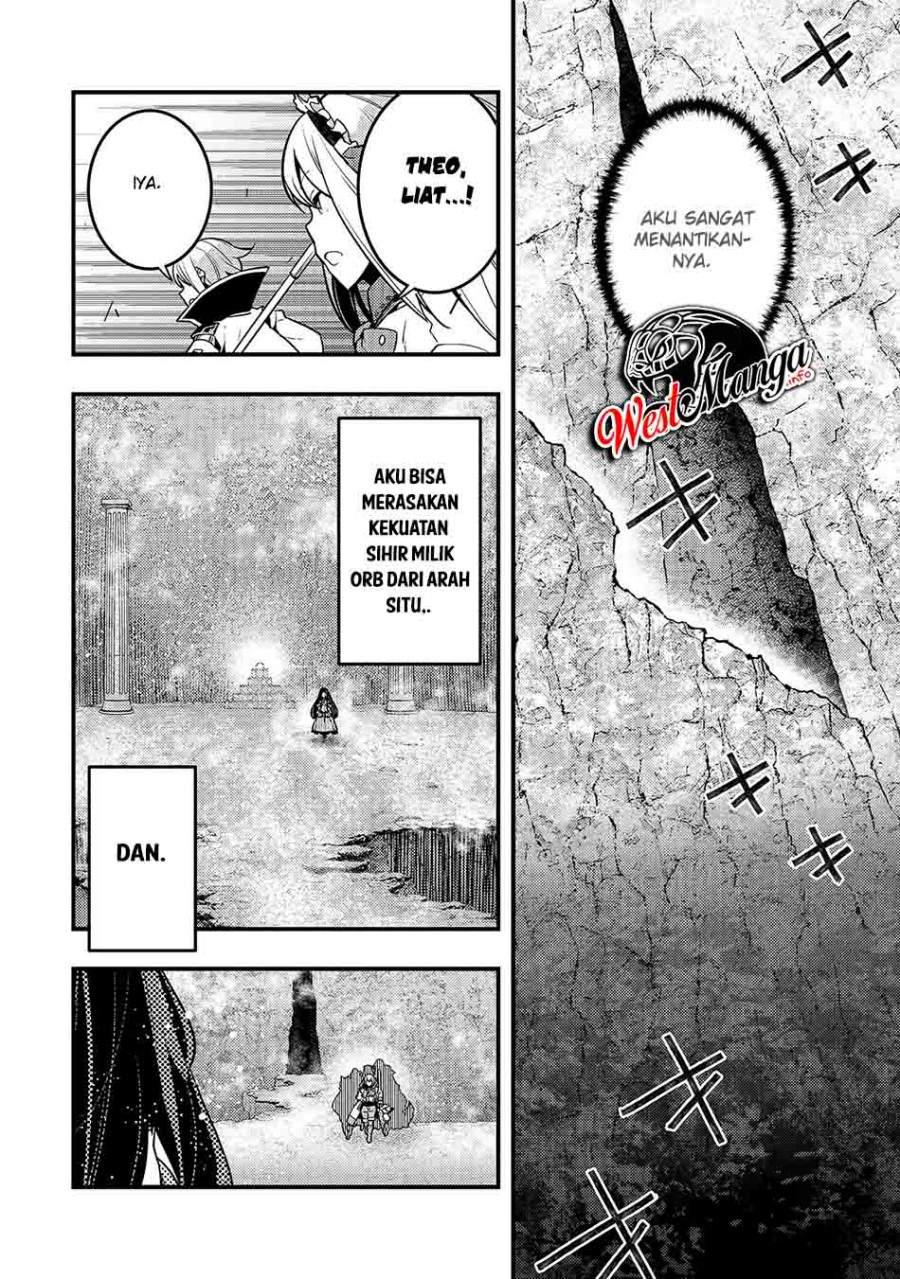 AKU SANGAT
MENANTIKAN-
NYA.
WestManga
.info
THEO,
LIAT...!
IYA.
AKU BISA
MERASAKAN
KEKUATAN
SIHIR MILIK
ORB DARI ARAH
SITU..
DAN.